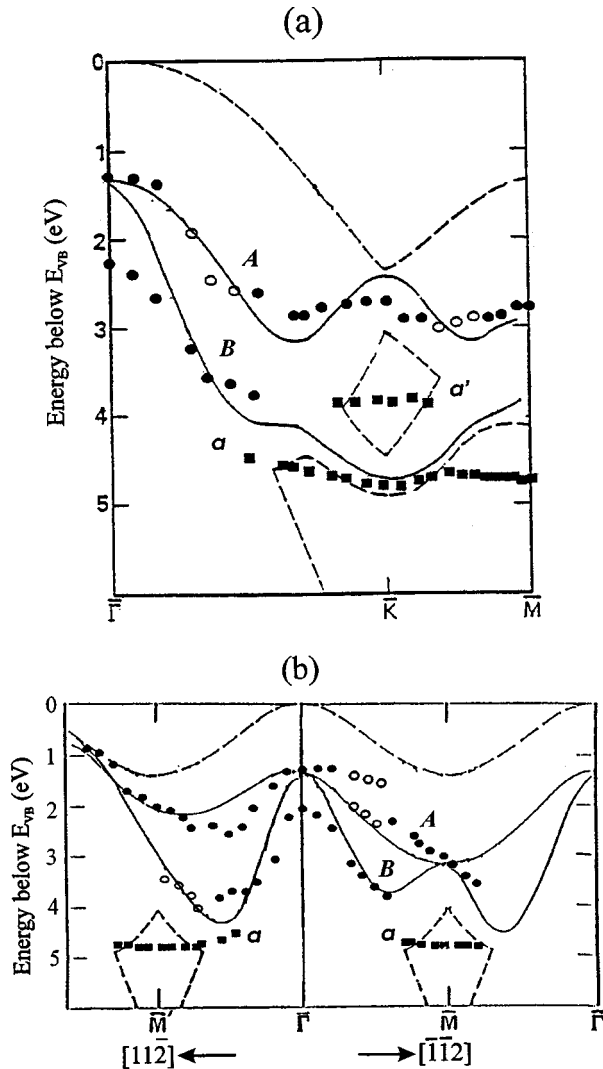 (a)
Energy below E_VB (eV)
0
1
2
3
4
5
A
B
a
a'
Γ̄
K̄
M̄
(b)
Energy below E_VB (eV)
0
1
2
3
4
5
A
B
a
a
M̄'
Γ̄
M̄
Γ̄
[112̄]
[1̄1̄2]